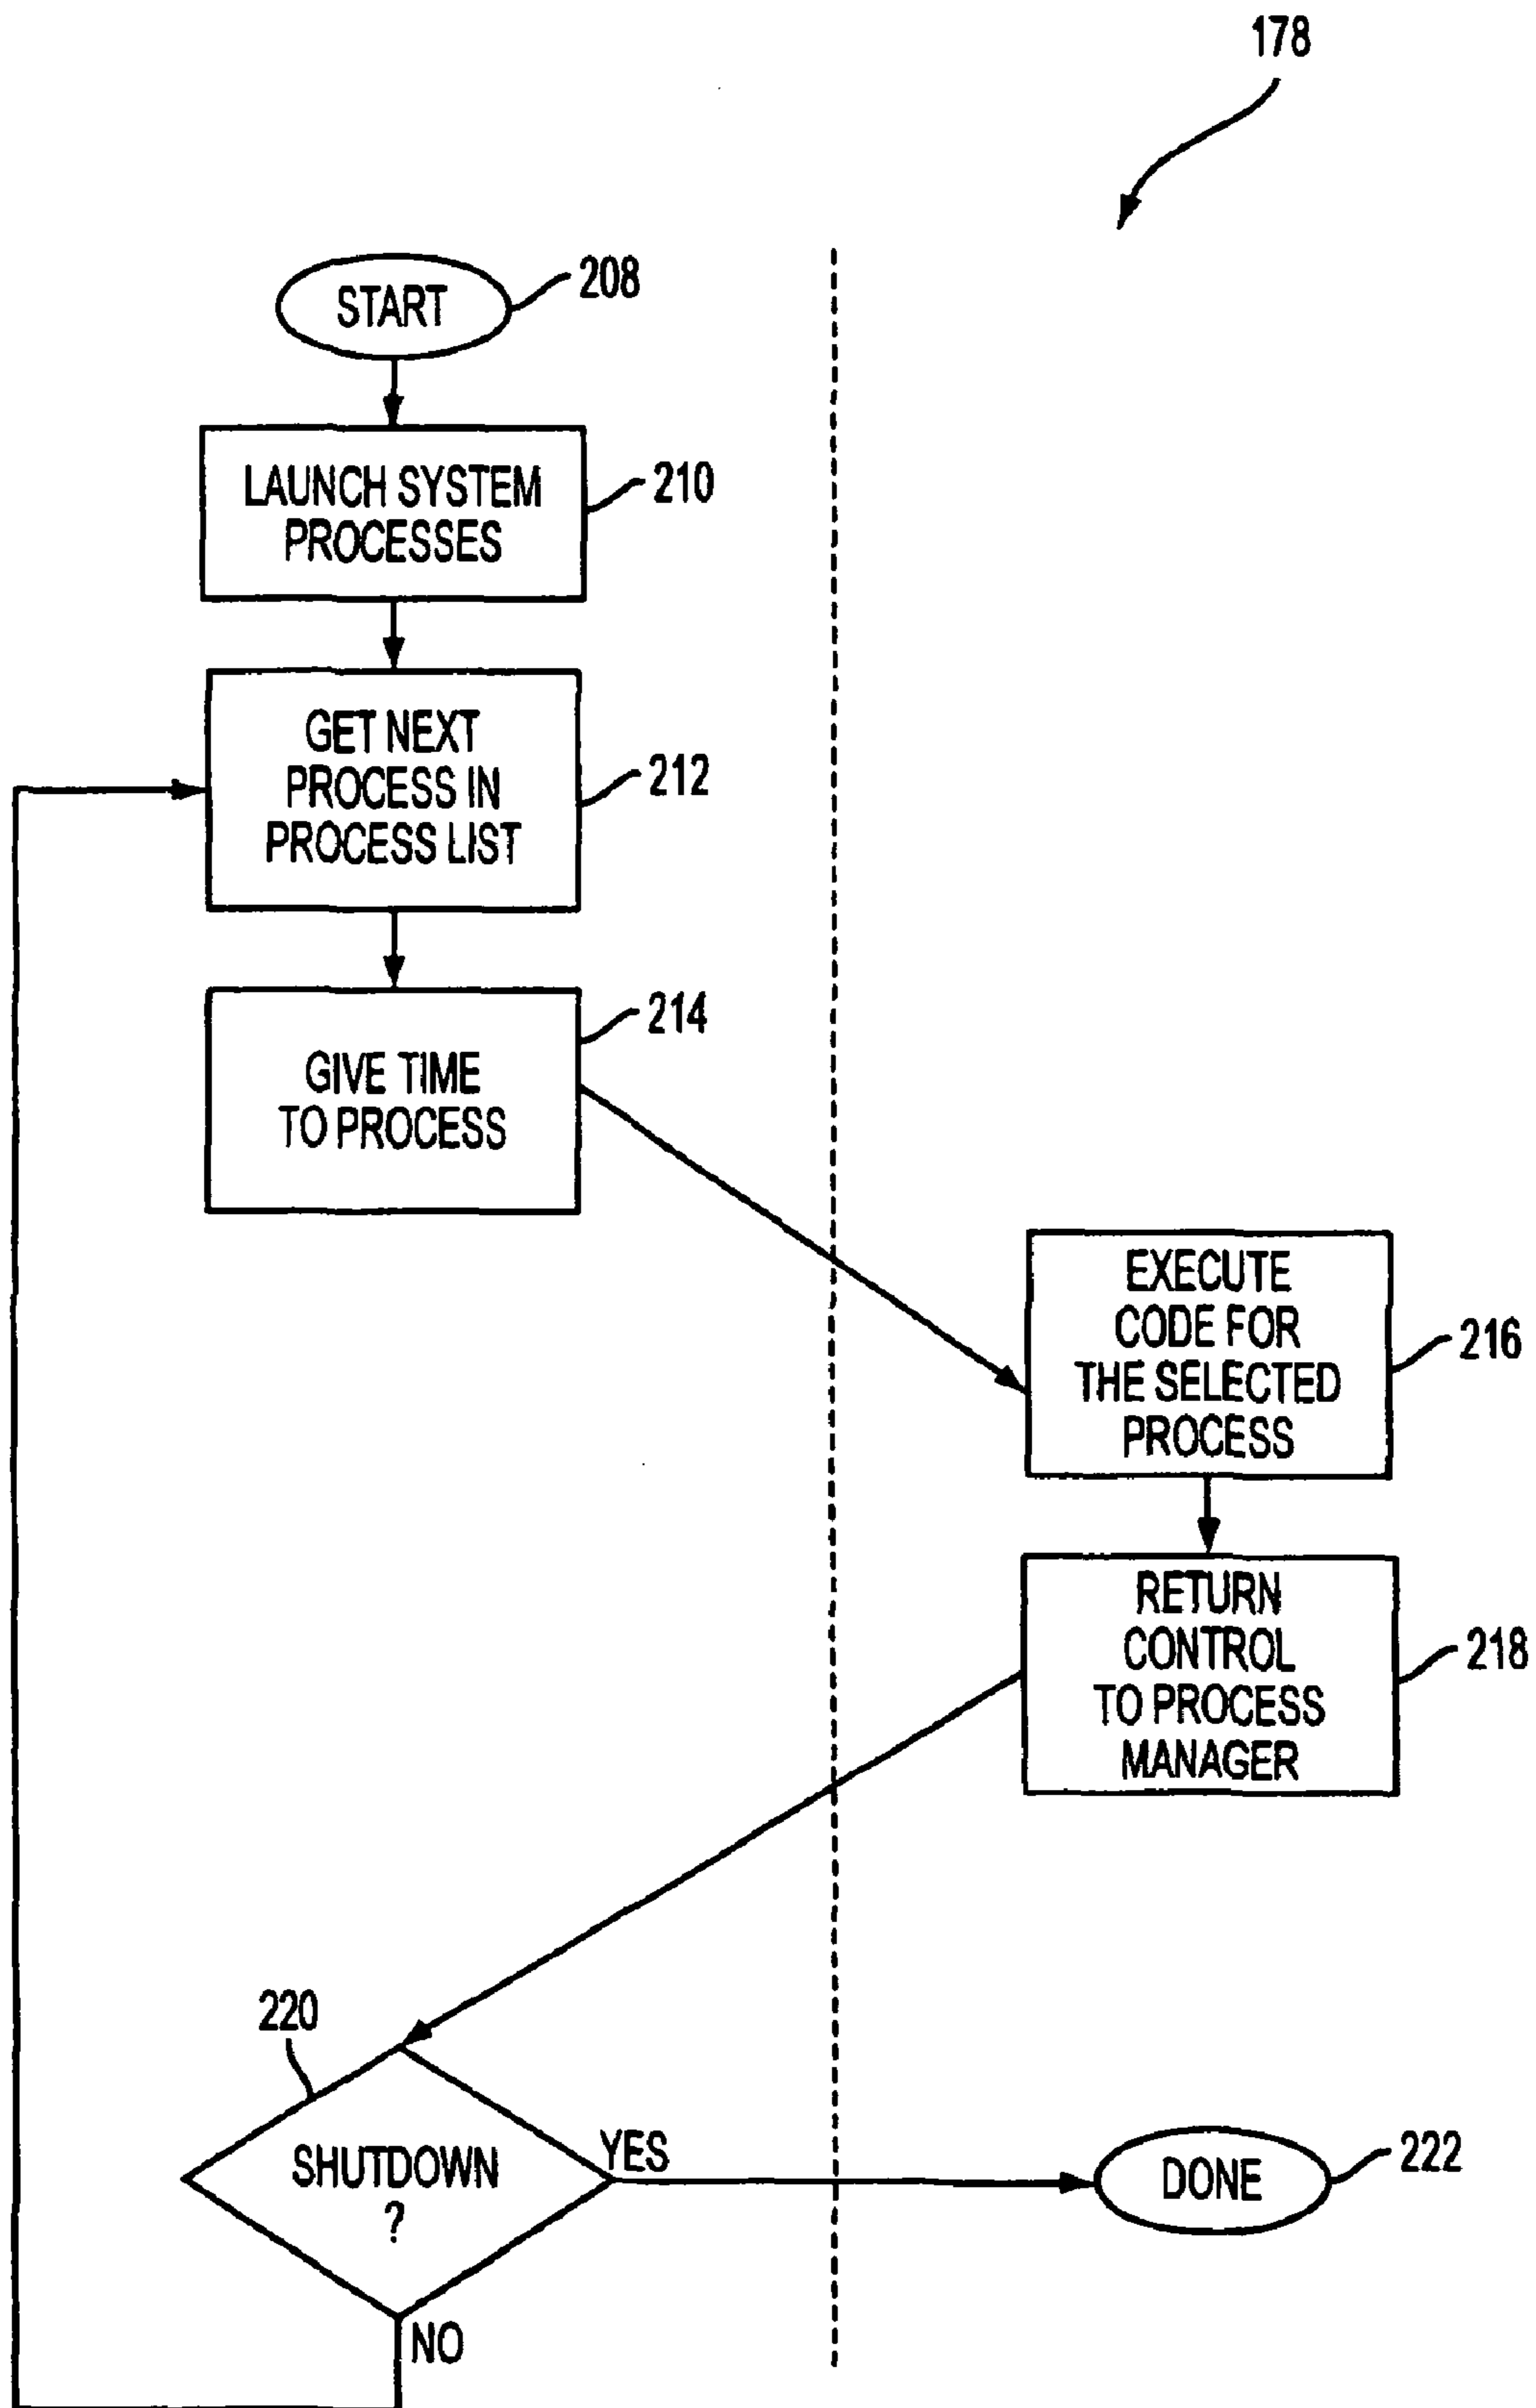 178
START
208
LAUNCH SYSTEM
PROCESSES
210
GET NEXT
PROCESS IN
PROCESS LIST
212
GIVE TIME
TO PROCESS
214
EXECUTE
CODE FOR
THE SELECTED
PROCESS
216
RETURN
CONTROL
TO PROCESS
MANAGER
218
220
SHUTDOWN
?
YES
NO
DONE
222